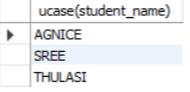 ucase(student_name)
AGNICE
SREE
THULASI